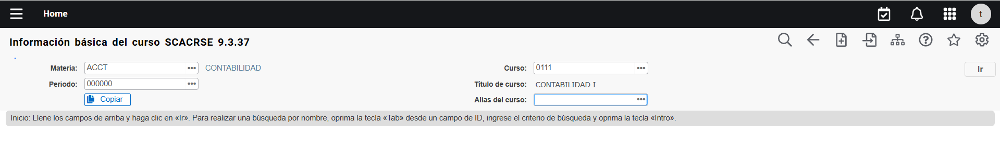 Home
t
Información básica del curso SCACRSE 9.3.37
Materia: ACCT ••• CONTABILIDAD Curso: 0111 ••• Ir
Periodo: 000000 ••• Título de curso: CONTABILIDAD I
Copiar Alias del curso: •••
Inicio: Llene los campos de arriba y haga clic en «Ir». Para realizar una búsqueda por nombre, oprima la tecla «Tab» desde un campo de ID, ingrese el criterio de búsqueda y oprima la tecla «Intro».